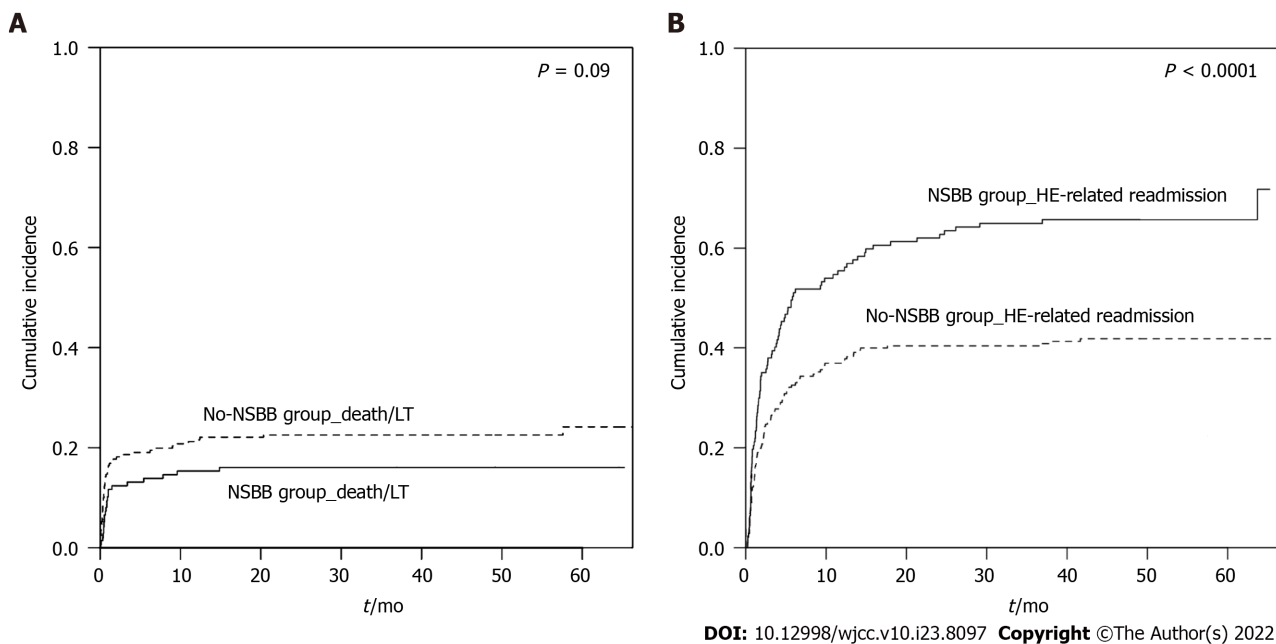 A
1.0
P = 0.09
0.8
0.6
0.4
0.2
0.0
Cumulative incidence
No-NSBB group_death/LT
NSBB group_death/LT
0 10 20 30 40 50 60
t/mo
B
1.0
P < 0.0001
0.8
0.6
0.4
0.2
0.0
Cumulative incidence
NSBB group_HE-related readmission
No-NSBB group_HE-related readmission
0 10 20 30 40 50 60
t/mo
DOI: 10.12998/wjcc.v10.i23.8097 Copyright ©The Author(s) 2022